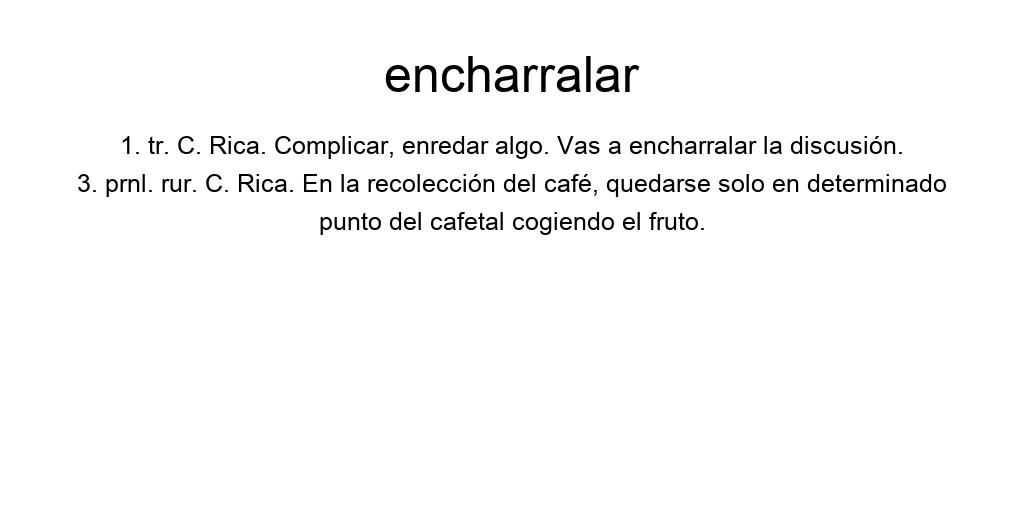 encharralar
1. tr. C. Rica. Complicar, enredar algo. Vas a encharralar la discusión.
3. prnl. rur. C. Rica. En la recolección del café, quedarse solo en determinado
punto del cafetal cogiendo el fruto.